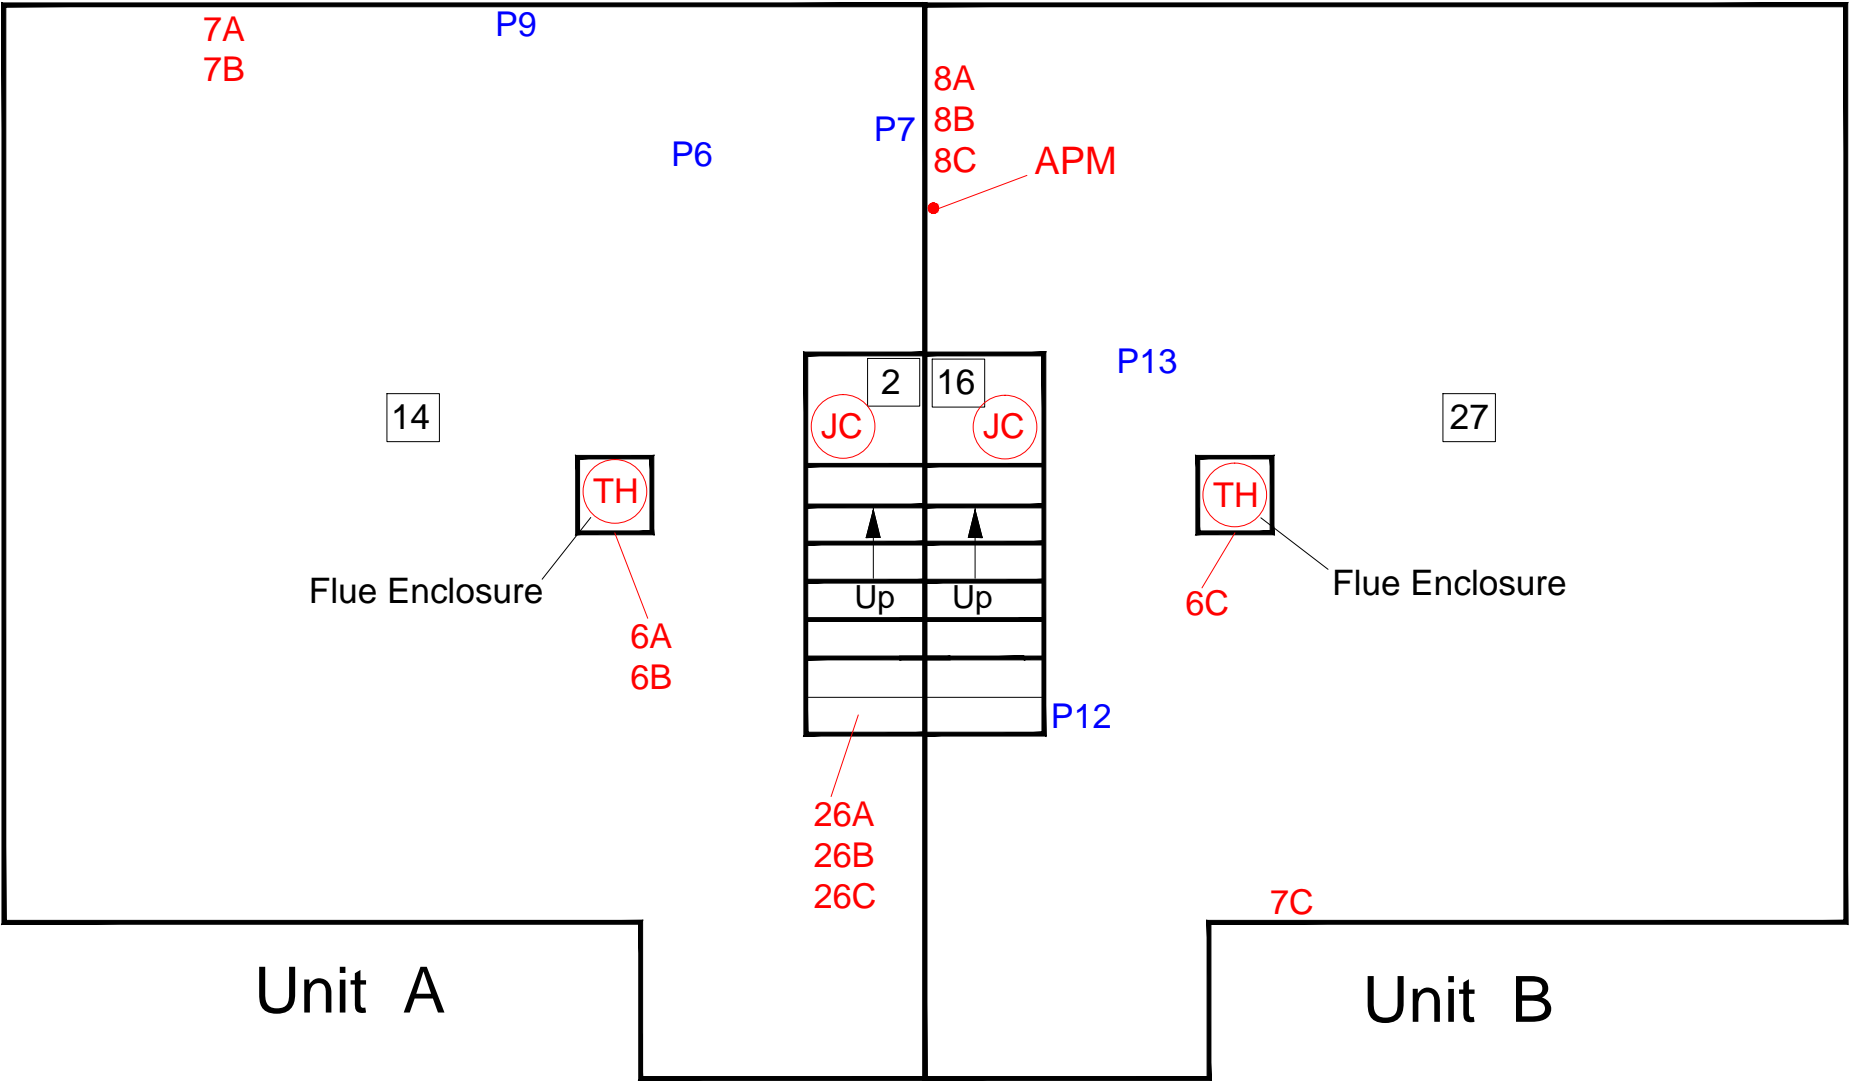 7A
7B
P9
8A
8B
8C
P7
P6
APM
2
16
P13
14
27
JC
JC
TH
TH
Flue Enclosure
Flue Enclosure
Up
Up
6C
6A
6B
P12
26A
26B
26C
7C
Unit A
Unit B